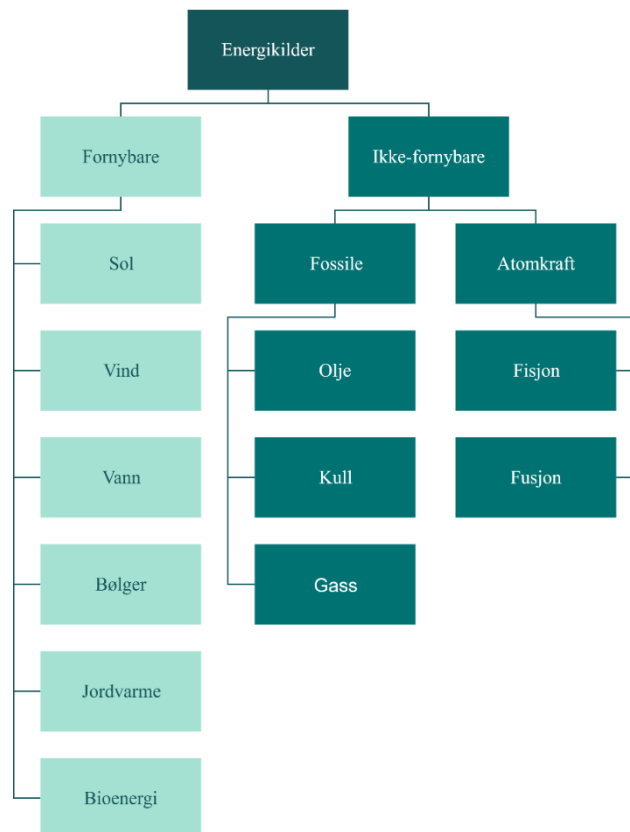 Energikilder
Fornybare
Ikke-fornybare
Sol
Fossile
Atomkraft
Vind
Olje
Fisjon
Vann
Kull
Fusjon
Bølger
Gass
Jordvarme
Bioenergi